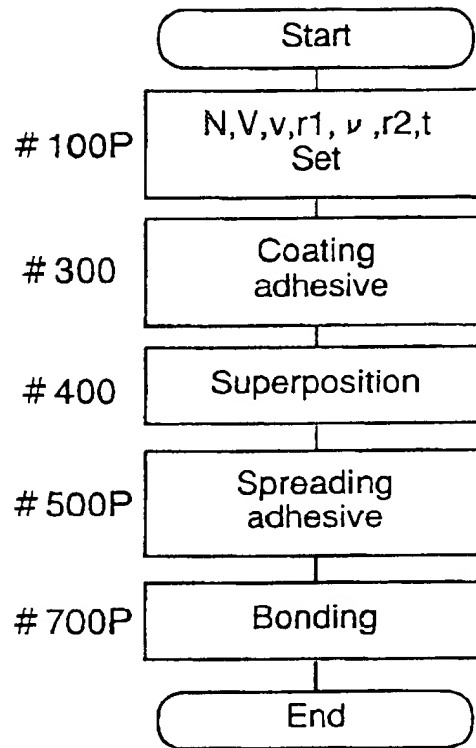 Start
N,V,v,r1, ν ,r2,t
# 100P
Set
Coating
# 300
adhesive
Superposition
# 400
Spreading
# 500P
adhesive
Bonding
# 700P
End